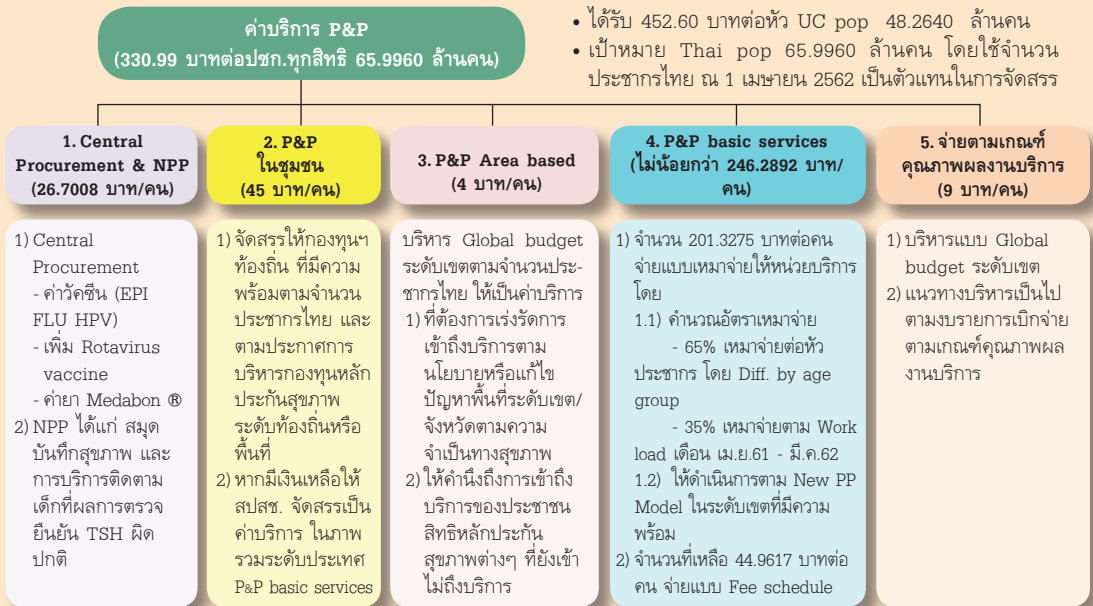 ค่าบริการ P&P
(330.99 บาทต่อปชก.ทุกสิทธิ 65.9960 ล้านคน)
• ได้รับ 452.60 บาทต่อหัว UC pop 48.2640 ล้านคน
• เป้าหมาย Thai pop 65.9960 ล้านคน โดยใช้จำนวน
ประชากรไทย ณ 1 เมษายน 2562 เป็นตัวแทนในการจัดสรร
1. Central
Procurement & NPP
(26.7008 บาท/คน)
1) Central
Procurement
- ค่าวัคซีน (EPI
FLU HPV)
- เพิ่ม Rotavirus
vaccine
- ค่ายา Medabon ®
2) NPP ได้แก่ สมุด
บันทึกสุขภาพ และ
การบริการติดตาม
เด็กที่ผลการตรวจ
ยืนยัน TSH ผิด
ปกติ
2. P&P
ในชุมชน
(45 บาท/คน)
1) จัดสรรให้กองทุนฯ
ท้องถิ่น ที่มีความ
พร้อมตามจำนวน
ประชากรไทย และ
ตามประกาศการ
บริหารกองทุนหลัก
ประกันสุขภาพ
ระดับท้องถิ่นหรือ
พื้นที่
2) หากมีเงินเหลือให้
สปสช. จัดสรรเป็น
ค่าบริการ ในภาพ
รวมระดับประเทศ
P&P basic services
3. P&P Area based
(4 บาท/คน)
บริหาร Global budget
ระดับเขตตามจำนวนประ-
ชากรไทย ให้เป็นค่าบริการ
1) ที่ต้องการเร่งรัดการ
เข้าถึงบริการตาม
นโยบายหรือแก้ไข
ปัญหาพื้นที่ระดับเขต/
จังหวัดตามความ
จำเป็นทางสุขภาพ
2) ให้คำนึงถึงการเข้าถึง
บริการของประชาชน
สิทธิหลักประกัน
สุขภาพต่างๆ ที่ยังเข้า
ไม่ถึงบริการ
4. P&P basic services
(ไม่น้อยกว่า 246.2892 บาท/
คน)
1) จำนวน 201.3275 บาทต่อคน
จ่ายแบบเหมาจ่ายให้หน่วยบริการ
โดย
1.1) คำนวณอัตราเหมาจ่าย
- 65% เหมาจ่ายต่อหัว
ประชากร โดย Diff. by age
group
- 35% เหมาจ่ายตาม Work
load เดือน เม.ย.61 - มี.ค.62
1.2) ให้ดำเนินการตาม New PP
Model ในระดับเขตที่มีความ
พร้อม
2) จำนวนที่เหลือ 44.9617 บาทต่อ
คน จ่ายแบบ Fee schedule
5. จ่ายตามเกณฑ์
คุณภาพผลงานบริการ
(9 บาท/คน)
1) บริหารแบบ Global
budget ระดับเขต
2) แนวทางบริหารเป็นไป
ตามงบรายการเบิกจ่าย
ตามเกณฑ์คุณภาพผล
งานบริการ